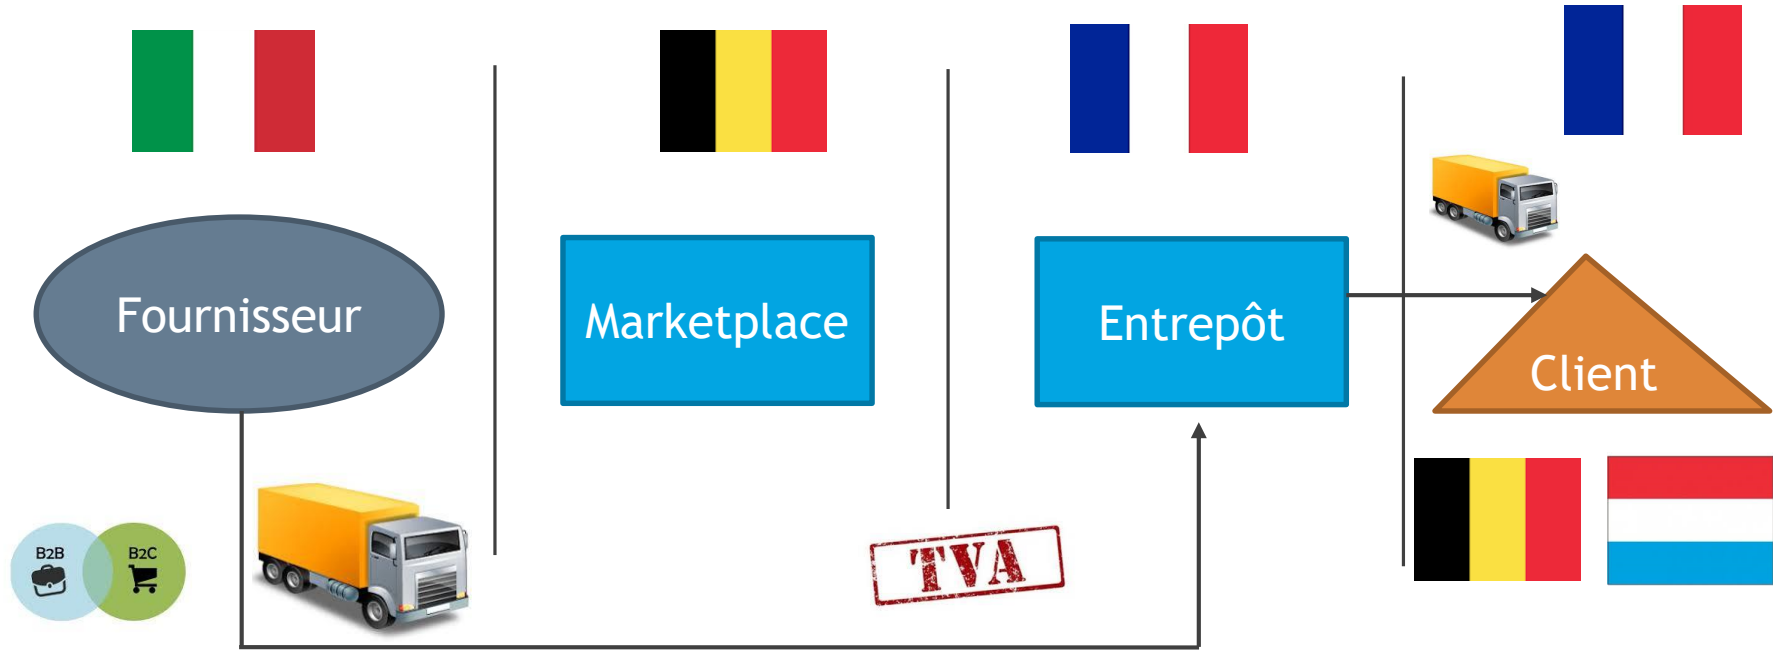 Fournisseur
Marketplace
Entrepôt
Client
B2B
B2C
TVA